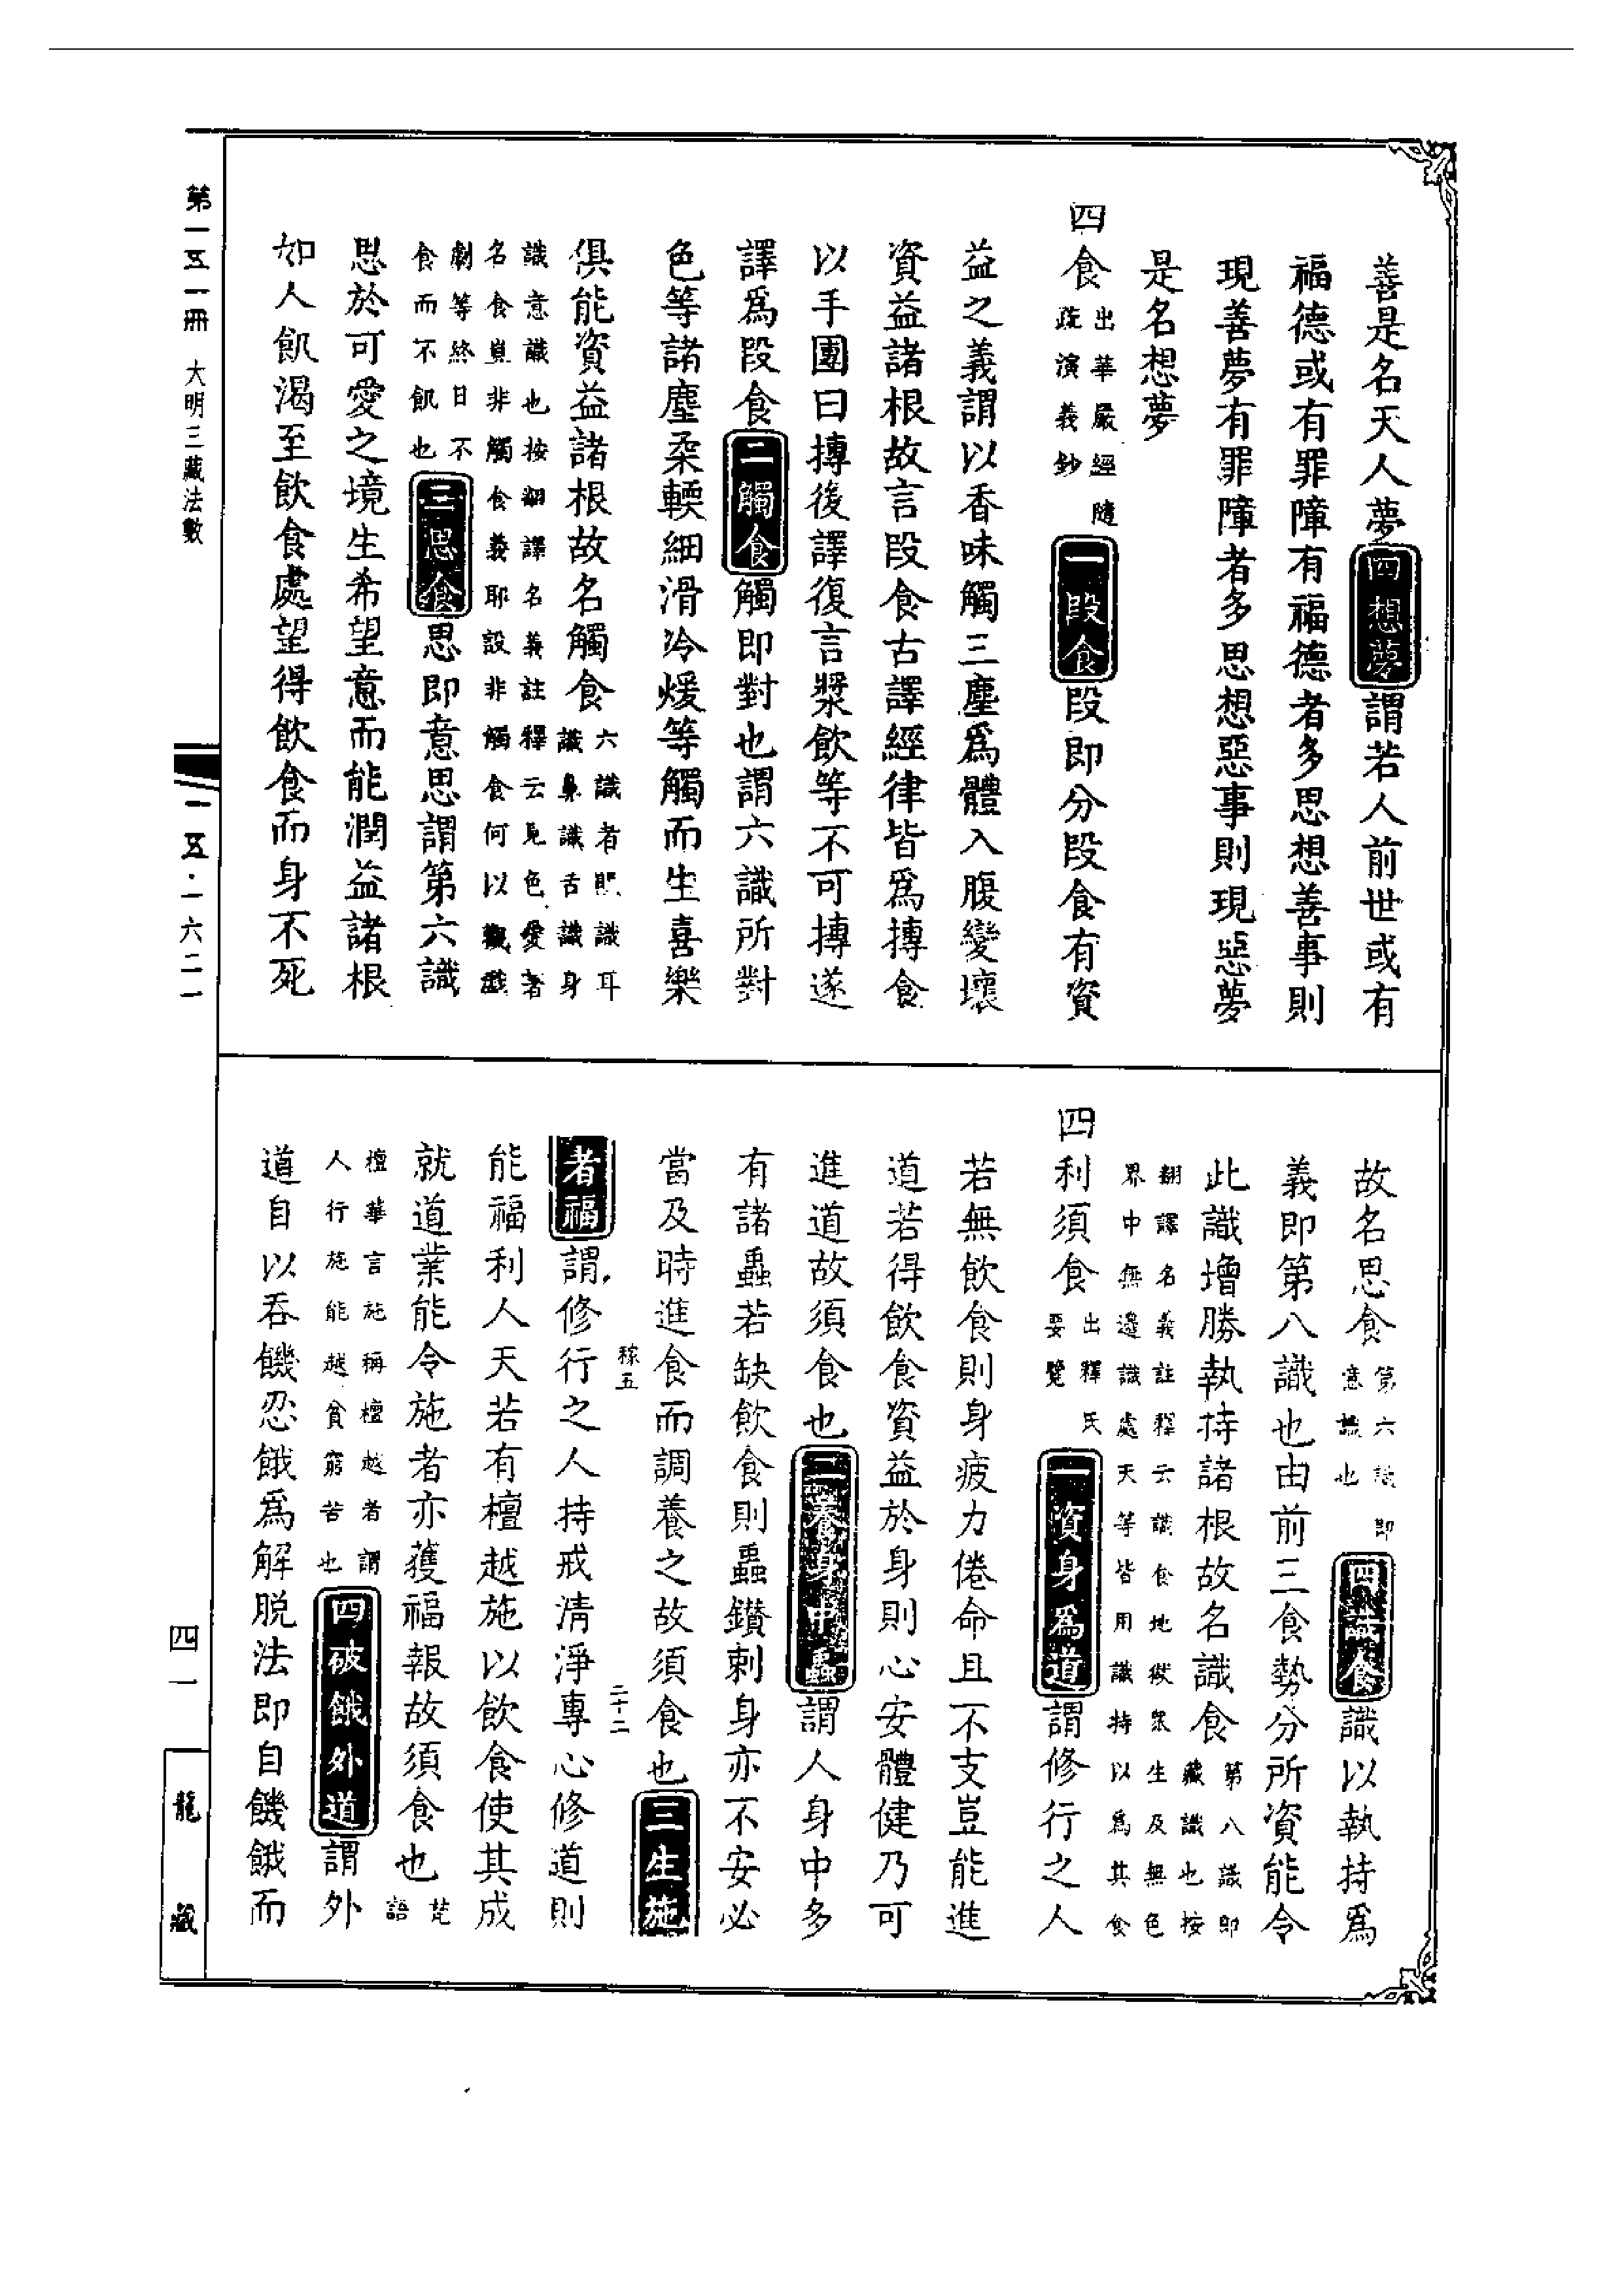 善是名天人夢四想夢謂若人前世或有
福德或有罪障有福德者多思想善事則
現善夢有罪障者多思想惡事則現惡夢
是名想夢
四食出華嚴經隨疏演義鈔一段食段即分段食有資
益之義謂以香味觸三塵爲體入腹變壞
資益諸根故言段食古譯經律皆爲摶食
以手團曰摶後譯復言漿飲等不可摶遂
譯爲段食二觸食觸即對也謂六識所對
色等諸塵柔輭細滑冷煖等觸而生喜樂
俱能資益諸根故名觸食六識者眼識耳識鼻識舌識身
識意識也按翻譯名義註釋云見色愛著名食豈非觸食義耶設非觸食何以觀戲
劇等終日不食而不飢也三思食思即意思謂第六識
思於可愛之境生希望意而能潤益諸根
如人飢渴至飲食處望得飲食而身不死
第一五一冊 大明三藏法數
一五·一六二一
故名思食第六識即意識也四識食識以執持爲
義即第八識也由前三食勢分所資能令
此識增勝執持諸根故名識食第八識即藏識也按
翻譯名義註釋云識食地獄眾生及無色界中無邊識處天等皆用識持以爲其食
四利須食出釋氏要覽一資身爲道謂修行之人
若無飲食則身疲力倦命且不支豈能進
道若得飲食資益於身則心安體健乃可
進道故須食也二養身中蟲謂人身中多
有諸蟲若缺飲食則蟲鑽刺身亦不安必
當及時進食而調養之故須食也三生施
稼五 二十二
者福謂修行之人持戒清淨專心修道則
能福利人天若有檀越施以飲食使其成
就道業能令施者亦獲福報故須食也梵語
檀華言施稱檀越者謂人行施能越貧窮苦也四破餓外道謂外
道自以吞饑忍餓爲解脫法即自饑餓而
四一
龍藏